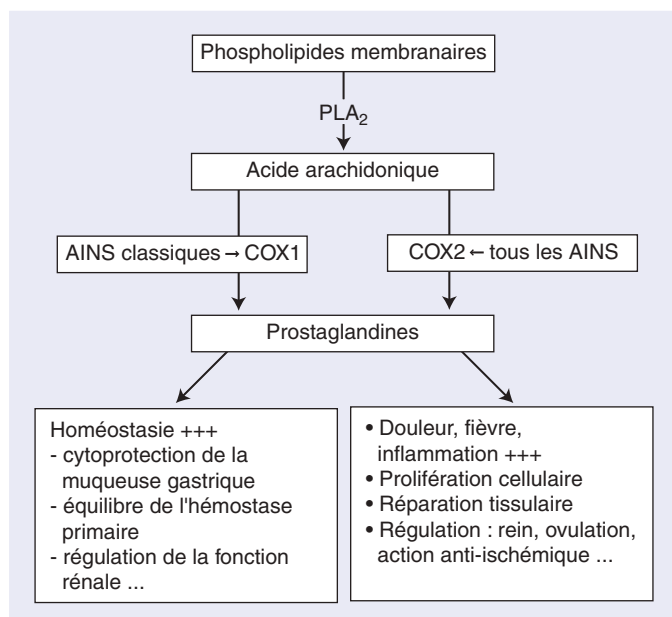 Phospholipides membranaires
PLA₂
Acide arachidonique
AINS classiques → COX1
COX2 ← tous les AINS
Prostaglandines
Homéostasie +++
- cytoprotection de la
muqueuse gastrique
- équilibre de l'hémostase
primaire
- régulation de la fonction
rénale ...
• Douleur, fièvre,
inflammation +++
• Prolifération cellulaire
• Réparation tissulaire
• Régulation : rein, ovulation,
action anti-ischémique ...